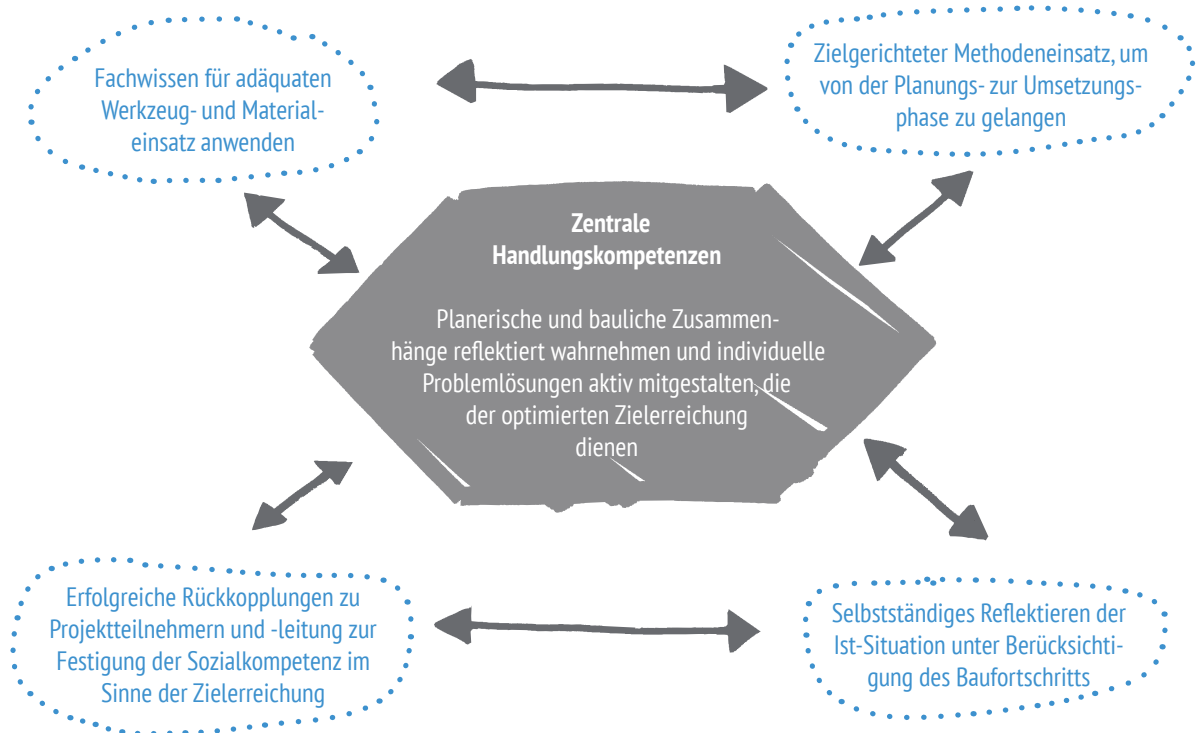 Fachwissen für adäquaten
Werkzeug- und Material-
einsatz anwenden
Zielgerichteter Methodeneinsatz, um
von der Planungs- zur Umsetzungs-
phase zu gelangen
Zentrale
Handlungskompetenzen
Planerische und bauliche Zusammen-
hänge reflektiert wahrnehmen und individuelle
Problemlösungen aktiv mitgestalten, die
der optimierten Zielerreichung
dienen
Erfolgreiche Rückkopplungen zu
Projektteilnehmern und -leitung zur
Festigung der Sozialkompetenz im
Sinne der Zielerreichung
Selbstständiges Reflektieren der
Ist-Situation unter Berücksichti-
gung des Baufortschritts